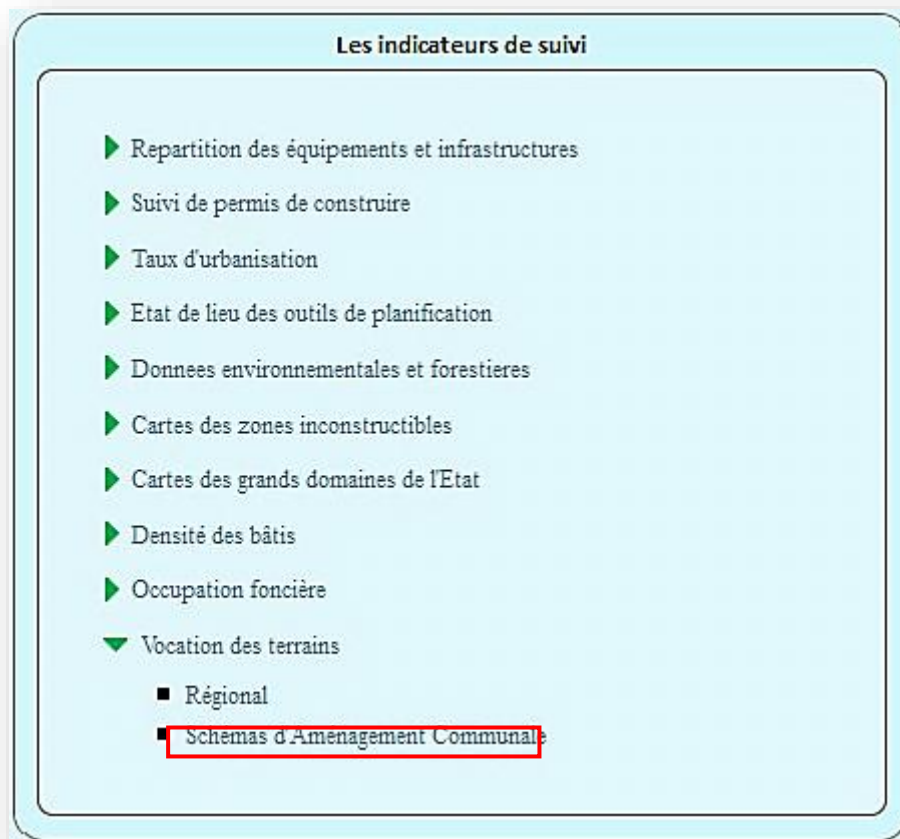 Les indicateurs de suivi
Repartition des équipements et infrastructures
Suivi de permis de construire
Taux d'urbanisation
Etat de lieu des outils de planification
Donnees environnementales et forestieres
Cartes des zones inconstructibles
Cartes des grands domaines de l'Etat
Densité des bâtis
Occupation foncière
Vocation des terrains
Régional
Schémas d'Aménagement Communale